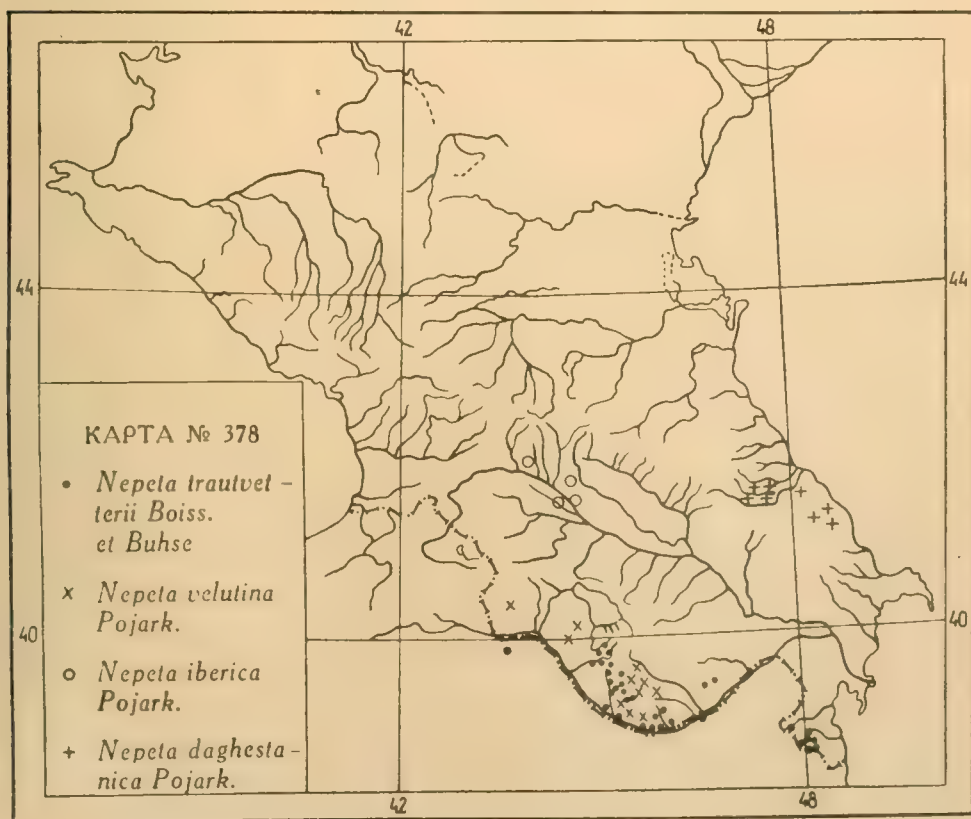 42 48
44 44
КАРТА № 378
• Nepeta trautvet-
terii Boiss.
et Buhse
× Nepeta velutina
Pojark.
40 40
○ Nepeta iberica
Pojark.
+ Nepeta daghesta-
nica Pojark.
42 48